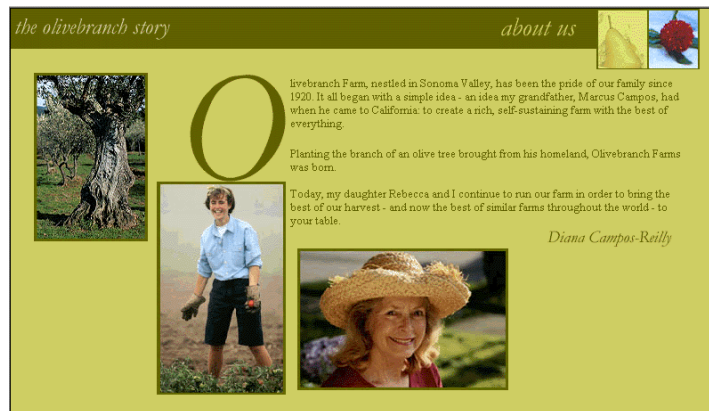 the olivebranch story
about us
Olivebranch Farm, nestled in Sonoma Valley, has been the pride of our family since
1920. It all began with a simple idea - an idea my grandfather, Marcus Campos, had
when he came to California: to create a rich, self-sustaining farm with the best of
everything.
Planting the branch of an olive tree brought from his homeland, Olivebranch Farms
was born.
Today, my daughter Rebecca and I continue to run our farm in order to bring the
best of our harvest - and now the best of similar farms throughout the world - to
your table.
Diana Campos-Reilly